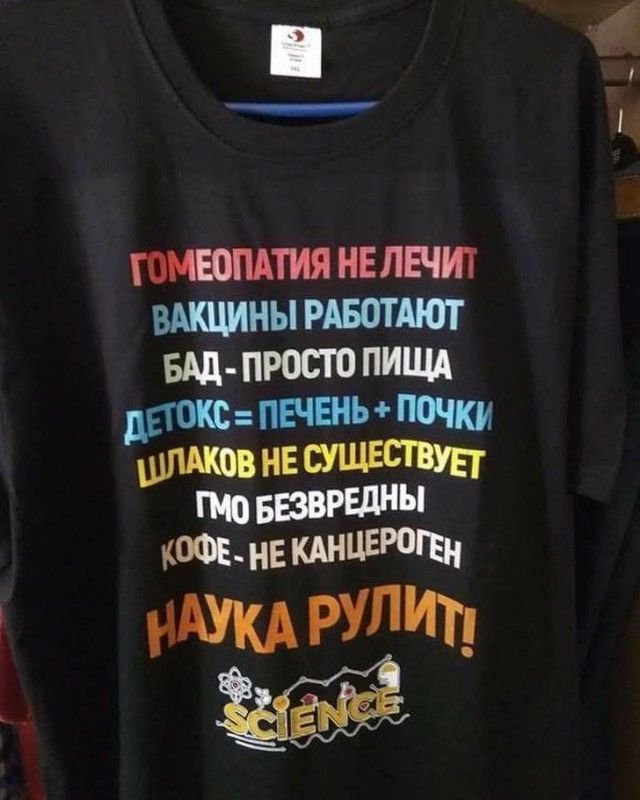 ГОМЕОПАТИЯ НЕ ЛЕЧИТ
ВАКЦИНЫ РАБОТАЮТ
БАД - ПРОСТО ПИЩА
ДЕТОКС = ПЕЧЕНЬ + ПОЧКИ
ШЛАКОВ НЕ СУЩЕСТВУЕТ
ГМО БЕЗВРЕДНЫ
КОФЕ - НЕ КАНЦЕРОГЕН
НАУКА РУЛИТ!
SCIENCE